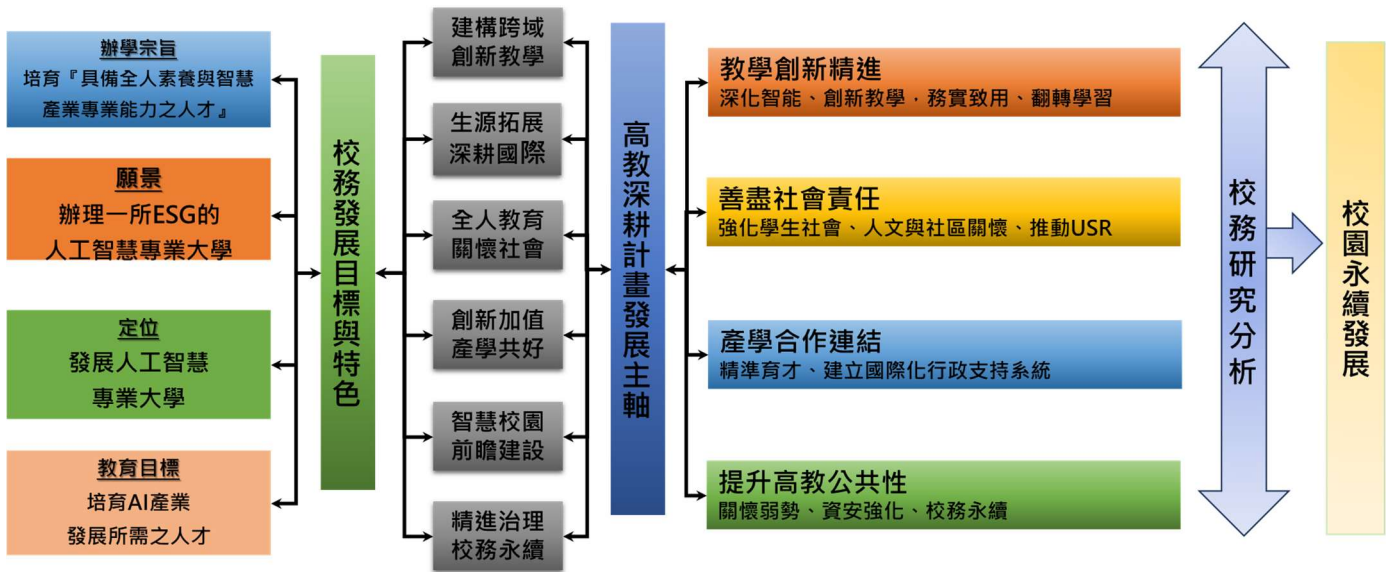 辦學宗旨
培育『具備全人素養與智慧
產業專業能力之人才』
願景
辦理一所ESG的
人工智慧專業大學
定位
發展人工智慧
專業大學
教育目標
培育AI產業
發展所需之人才
校務發展目標與特色
建構跨域
創新教學
生源拓展
深耕國際
全人教育
關懷社會
創新加值
產學共好
智慧校園
前瞻建設
精進治理
校務永續
高教深耕計畫發展主軸
教學創新精進
深化智能、創新教學．務實致用、翻轉學習
善盡社會責任
強化學生社會、人文與社區關懷、推動USR
產學合作連結
精準育才、建立國際化行政支持系統
提升高教公共性
關懷弱勢、資安強化、校務永續
校務研究分析
校園永續發展